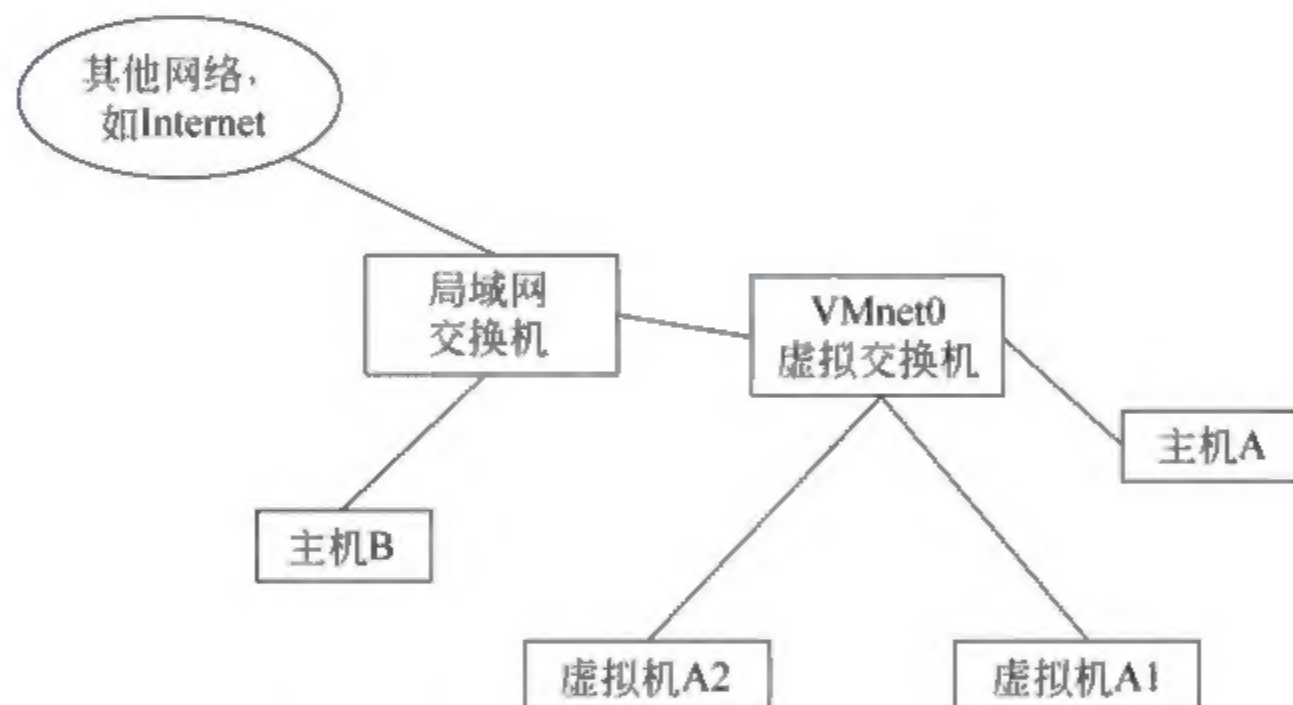 其他网络，
如Internet
局域网
交换机
VMnet0
虚拟交换机
主机A
主机B
虚拟机A2
虚拟机A1